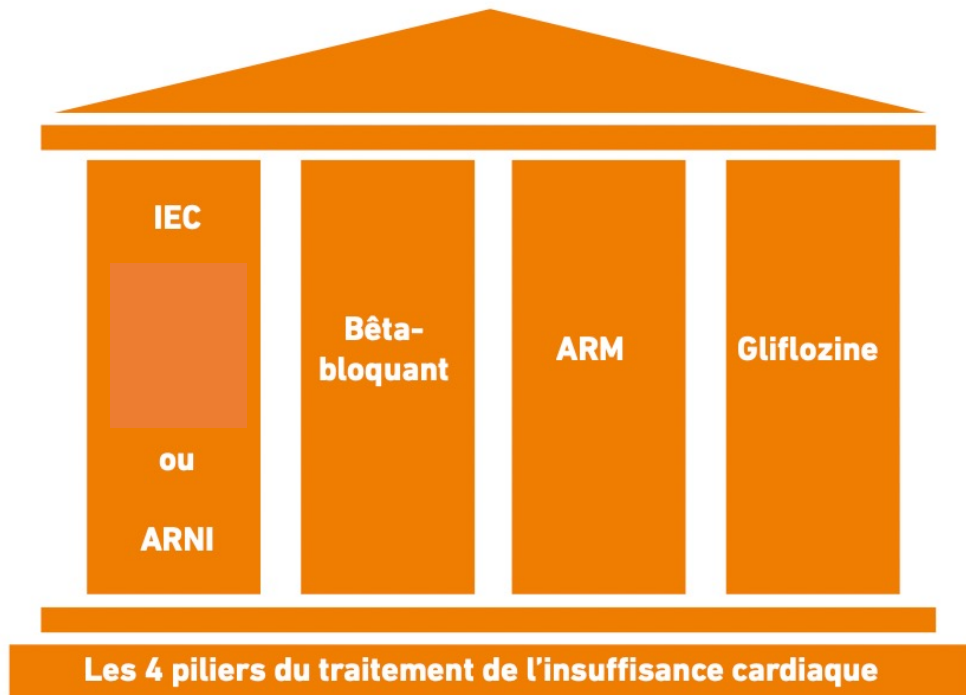 IEC
ou
ARNI
Bêta-
bloquant
ARM
Gliflozine
Les 4 piliers du traitement de l’insuffisance cardiaque